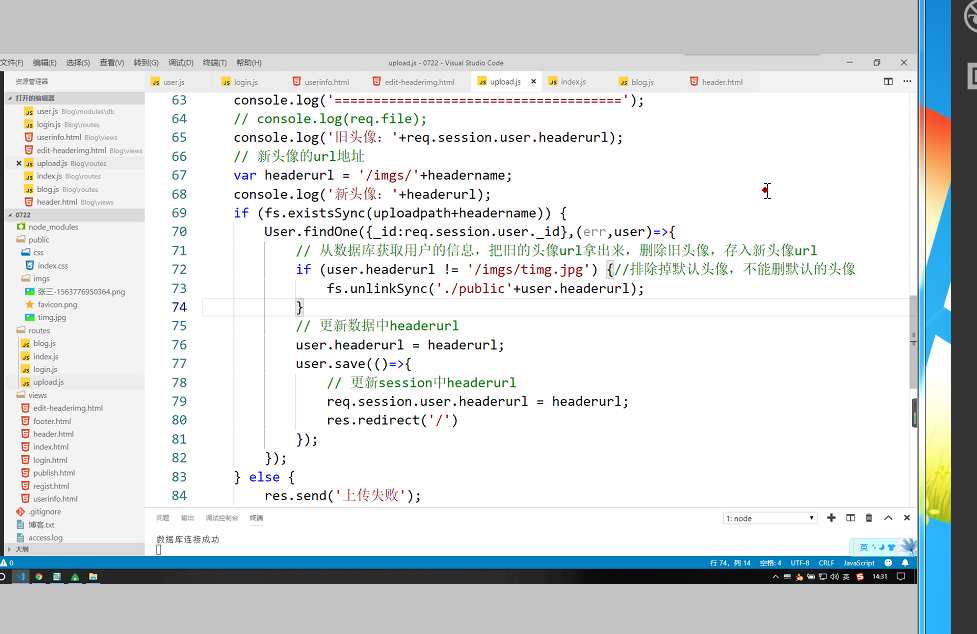 文件(F) 编辑(E) 选择(S) 查看(V) 转到(G) 调试(D) 终端(T) 帮助(H) upload.js - 0722 - Visual Studio Code
资源管理器
JS user.js JS login.js userinfo.html edit-headerimg.html JS upload.js JS index.js JS blog.js header.html
打开的编辑器
JS user.js Blog\modules\db
JS login.js Blog\routes
userinfo.html Blog\views
edit-headerimg.html Blog\views
JS upload.js Blog\routes
JS index.js Blog\routes
JS blog.js Blog\routes
header.html Blog\views
0722
node_modules
public
css
index.css
imgs
张三-1563776950364.png
favicon.png
timg.jpg
routes
JS blog.js
JS index.js
JS login.js
JS upload.js
views
edit-headerimg.html
footer.html
header.html
index.html
login.html
publish.html
regist.html
userinfo.html
.gitignore
博客.txt
access.log
大纲
63 console.log('=====================================');
64 // console.log(req.file);
65 console.log('旧头像: '+req.session.user.headerurl);
66 // 新头像的url地址
67 var headerurl = '/imgs/'+headername;
68 console.log('新头像: '+headerurl);
69 if (fs.existsSync(uploadpath+headername)) {
70 User.findOne({_id:req.session.user._id},(err,user)=>{
71 // 从数据库获取用户的信息，把旧的头像url拿出来，删除旧头像，存入新头像url
72 if (user.headerurl != '/imgs/timg.jpg') {//排除掉默认头像，不能删默认的头像
73 fs.unlinkSync('./public'+user.headerurl);
74 }
75 // 更新数据中headerurl
76 user.headerurl = headerurl;
77 user.save(()=>{
78 // 更新session中headerurl
79 req.session.user.headerurl = headerurl;
80 res.redirect('/')
81 });
82 });
83 } else {
84 res.send('上传失败');
问题 输出 调试控制台 终端 1: node
数据库连接成功
英
0 行 74，列 14 空格: 4 UTF-8 CRLF JavaScript
英 14:31